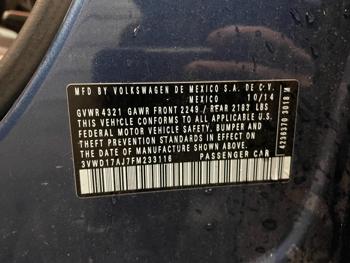 MFD BY VOLKSWAGEN DE MEXICO S.A. DE C.V.
MEXICO 10/14
GVWR 4321 GAWR FRONT 2249 / REAR 2183 LBS
THIS VEHICLE CONFORMS TO ALL APPLICABLE U.S.
FEDERAL MOTOR VEHICLE SAFETY, BUMPER AND
THEFT PREVENTION STANDARDS IN EFFECT ON THE
DATE OF MANUFACTURE SHOWN ABOVE.
3VWD17AJ7FM233116 PASSENGER CAR
4236370 3018 M